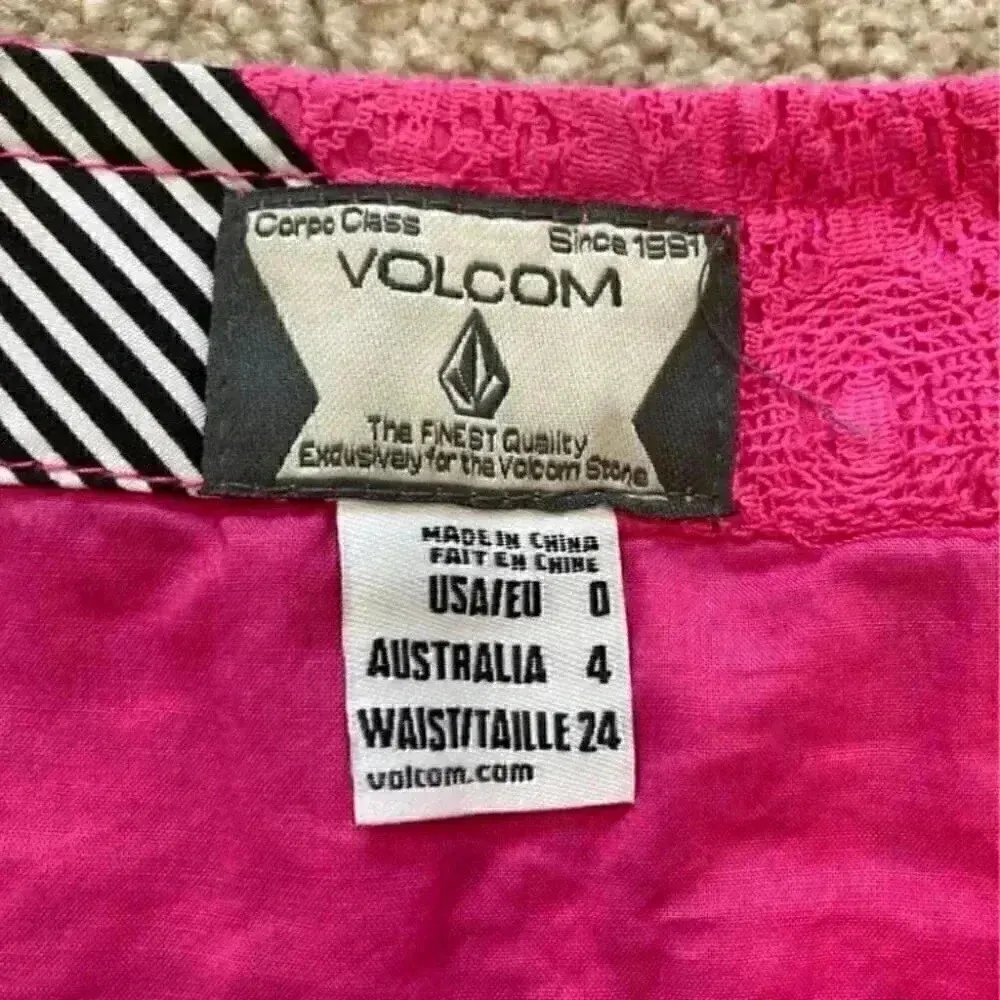 Corpo Class Since 1991
VOLCOM
The FINEST Quality
Exclusively for the Volcom Stone
MADE IN CHINA
FAIT EN CHINE
USA/EU 0
AUSTRALIA 4
WAIST/TAILLE 24
volcom.com